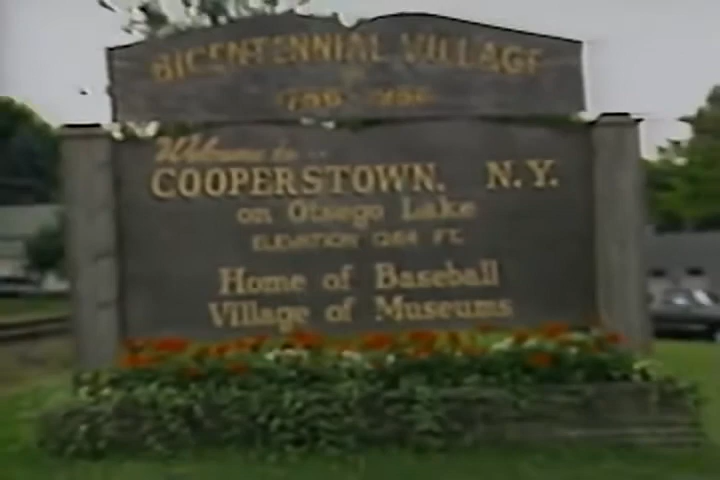 BICENTENNIAL VILLAGE
Welcome to
COOPERSTOWN, N.Y.
on Otsego Lake
ELEVATION 1264 FT.
Home of Baseball
Village of Museums